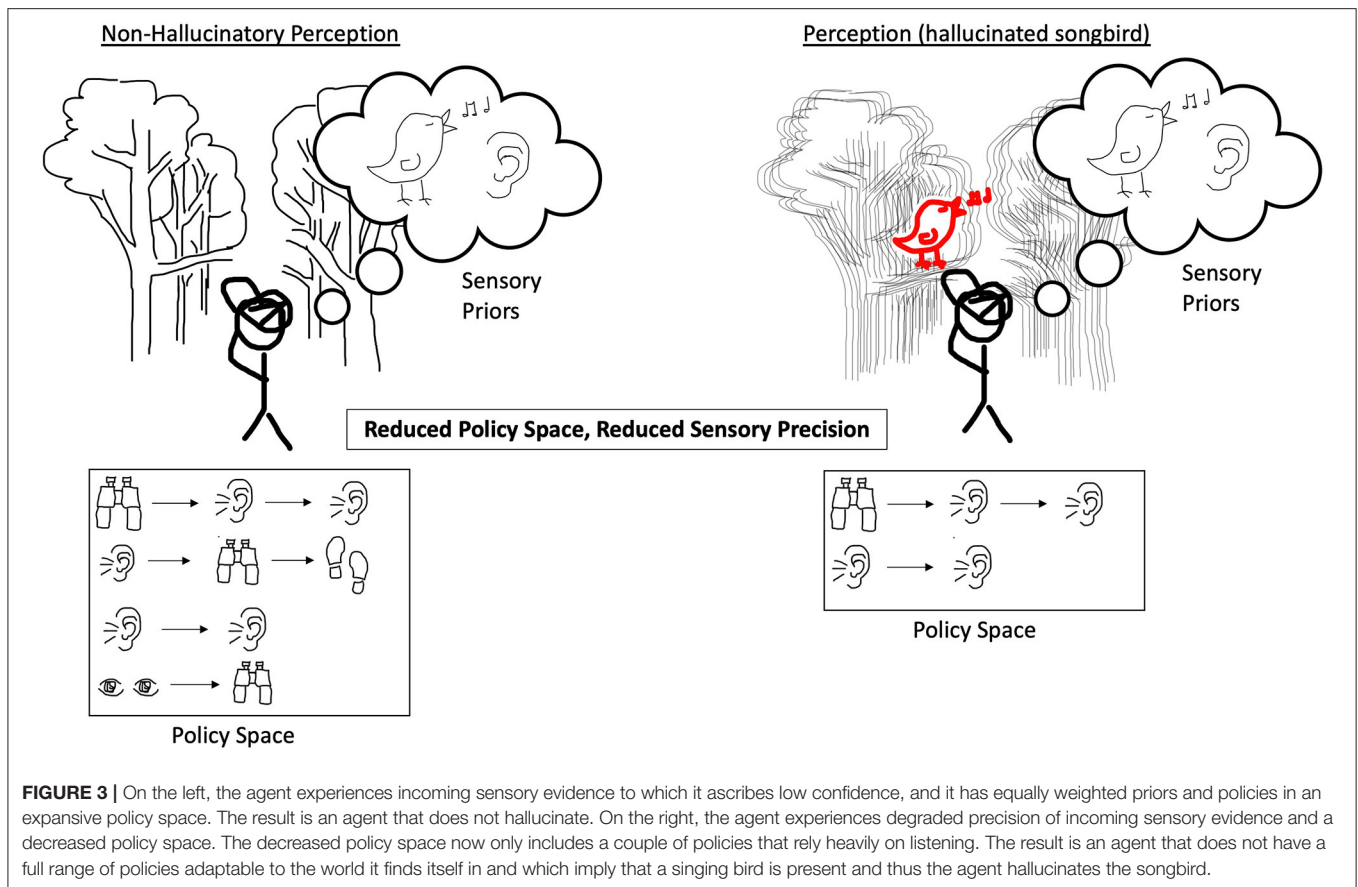 Non-Hallucinatory Perception
Perception (hallucinated songbird)
Sensory
Priors
Sensory
Priors
Reduced Policy Space, Reduced Sensory Precision
Policy Space
Policy Space
FIGURE 3 | On the left, the agent experiences incoming sensory evidence to which it ascribes low confidence, and it has equally weighted priors and policies in an
expansive policy space. The result is an agent that does not hallucinate. On the right, the agent experiences degraded precision of incoming sensory evidence and a
decreased policy space. The decreased policy space now only includes a couple of policies that rely heavily on listening. The result is an agent that does not have a
full range of policies adaptable to the world it finds itself in and which imply that a singing bird is present and thus the agent hallucinates the songbird.